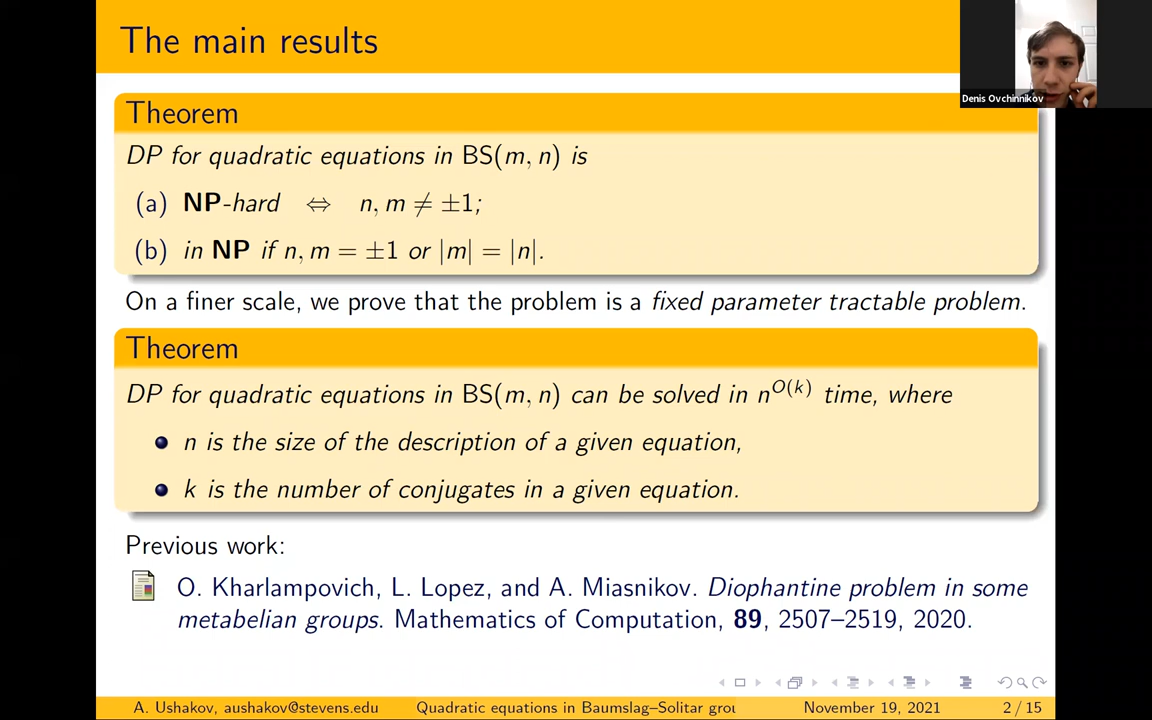 The main results
Denis Ovchinnikov
Theorem
DP for quadratic equations in BS(m, n) is
(a) NP-hard ⇔ n, m ≠ ±1;
(b) in NP if n, m = ±1 or |m| = |n|.
On a finer scale, we prove that the problem is a fixed parameter tractable problem.
Theorem
DP for quadratic equations in BS(m, n) can be solved in n^{O(k)} time, where
n is the size of the description of a given equation,
k is the number of conjugates in a given equation.
Previous work:
O. Kharlampovich, L. Lopez, and A. Miasnikov. Diophantine problem in some
metabelian groups. Mathematics of Computation, 89, 2507–2519, 2020.
A. Ushakov, aushakov@stevens.edu Quadratic equations in Baumslag–Solitar grou November 19, 2021 2 / 15